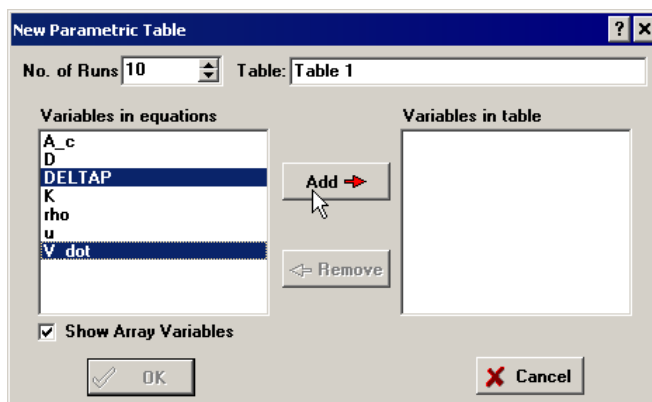 New Parametric Table
No. of Runs 10 Table: Table 1
Variables in equations Variables in table
A_c
D
DELTAP
K
rho
u
V_dot
Add
Remove
Show Array Variables
OK Cancel